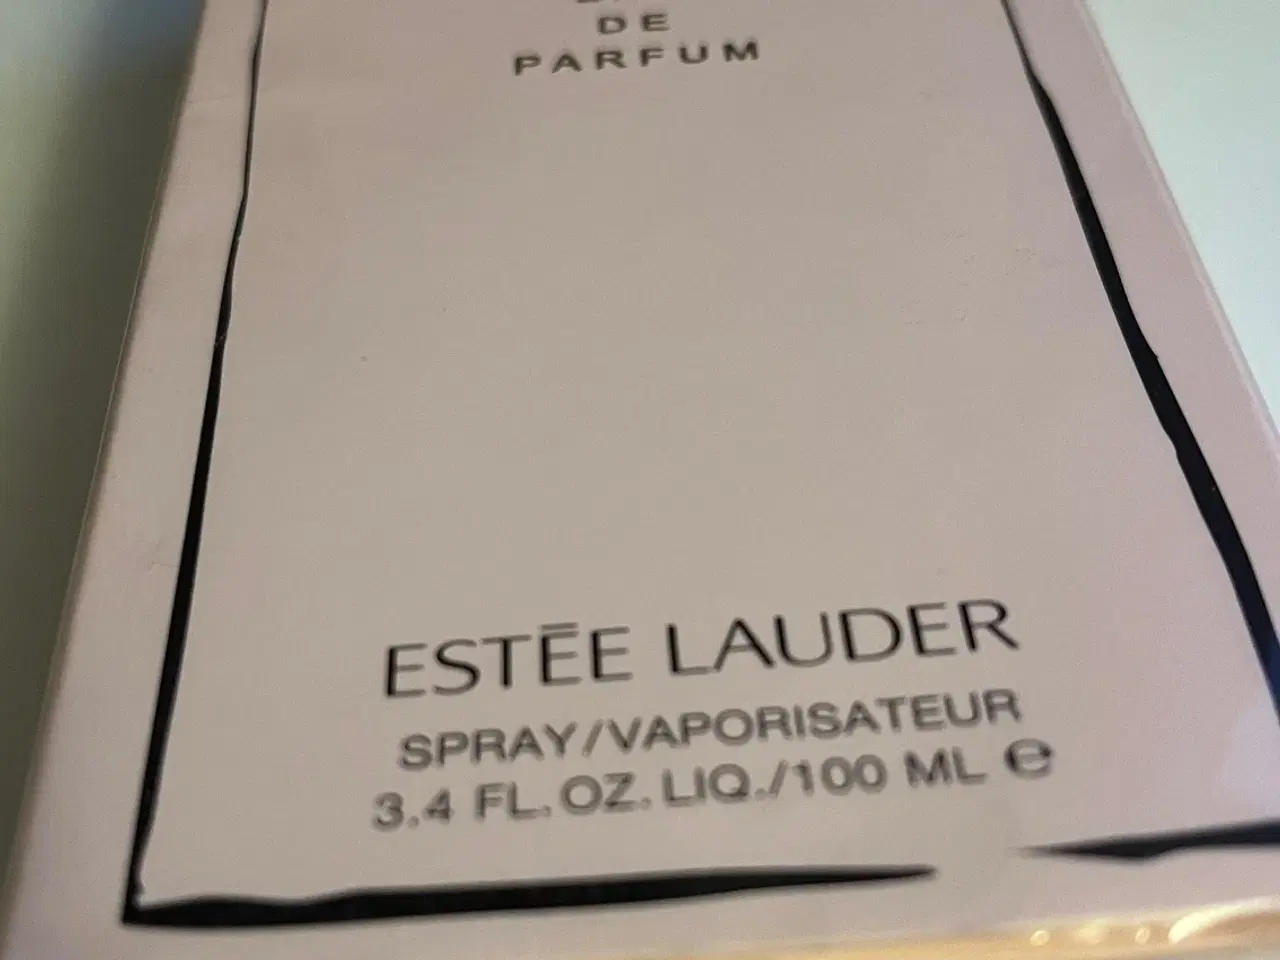 DE
PARFUM
ESTĒE LAUDER
SPRAY/VAPORISATEUR
3.4 FL.OZ.LIQ./100 ML ℮